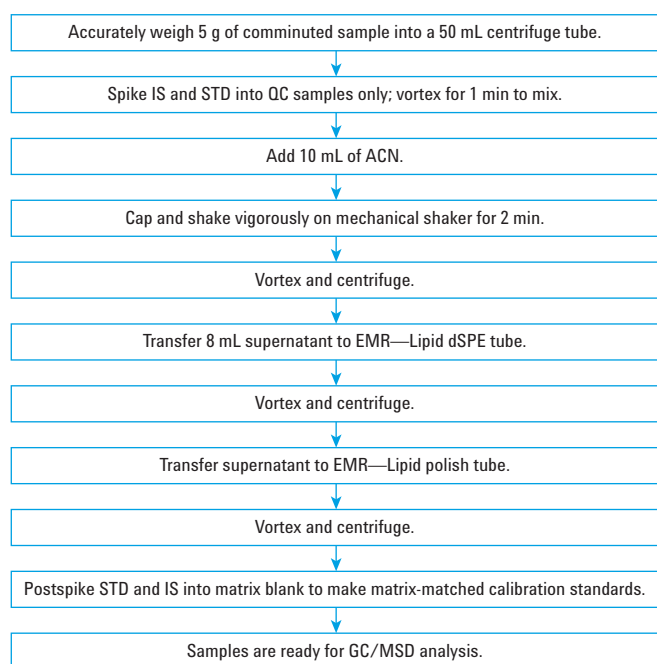 Accurately weigh 5 g of comminuted sample into a 50 mL centrifuge tube.
Spike IS and STD into QC samples only; vortex for 1 min to mix.
Add 10 mL of ACN.
Cap and shake vigorously on mechanical shaker for 2 min.
Vortex and centrifuge.
Transfer 8 mL supernatant to EMR—Lipid dSPE tube.
Vortex and centrifuge.
Transfer supernatant to EMR—Lipid polish tube.
Vortex and centrifuge.
Postspike STD and IS into matrix blank to make matrix-matched calibration standards.
Samples are ready for GC/MSD analysis.